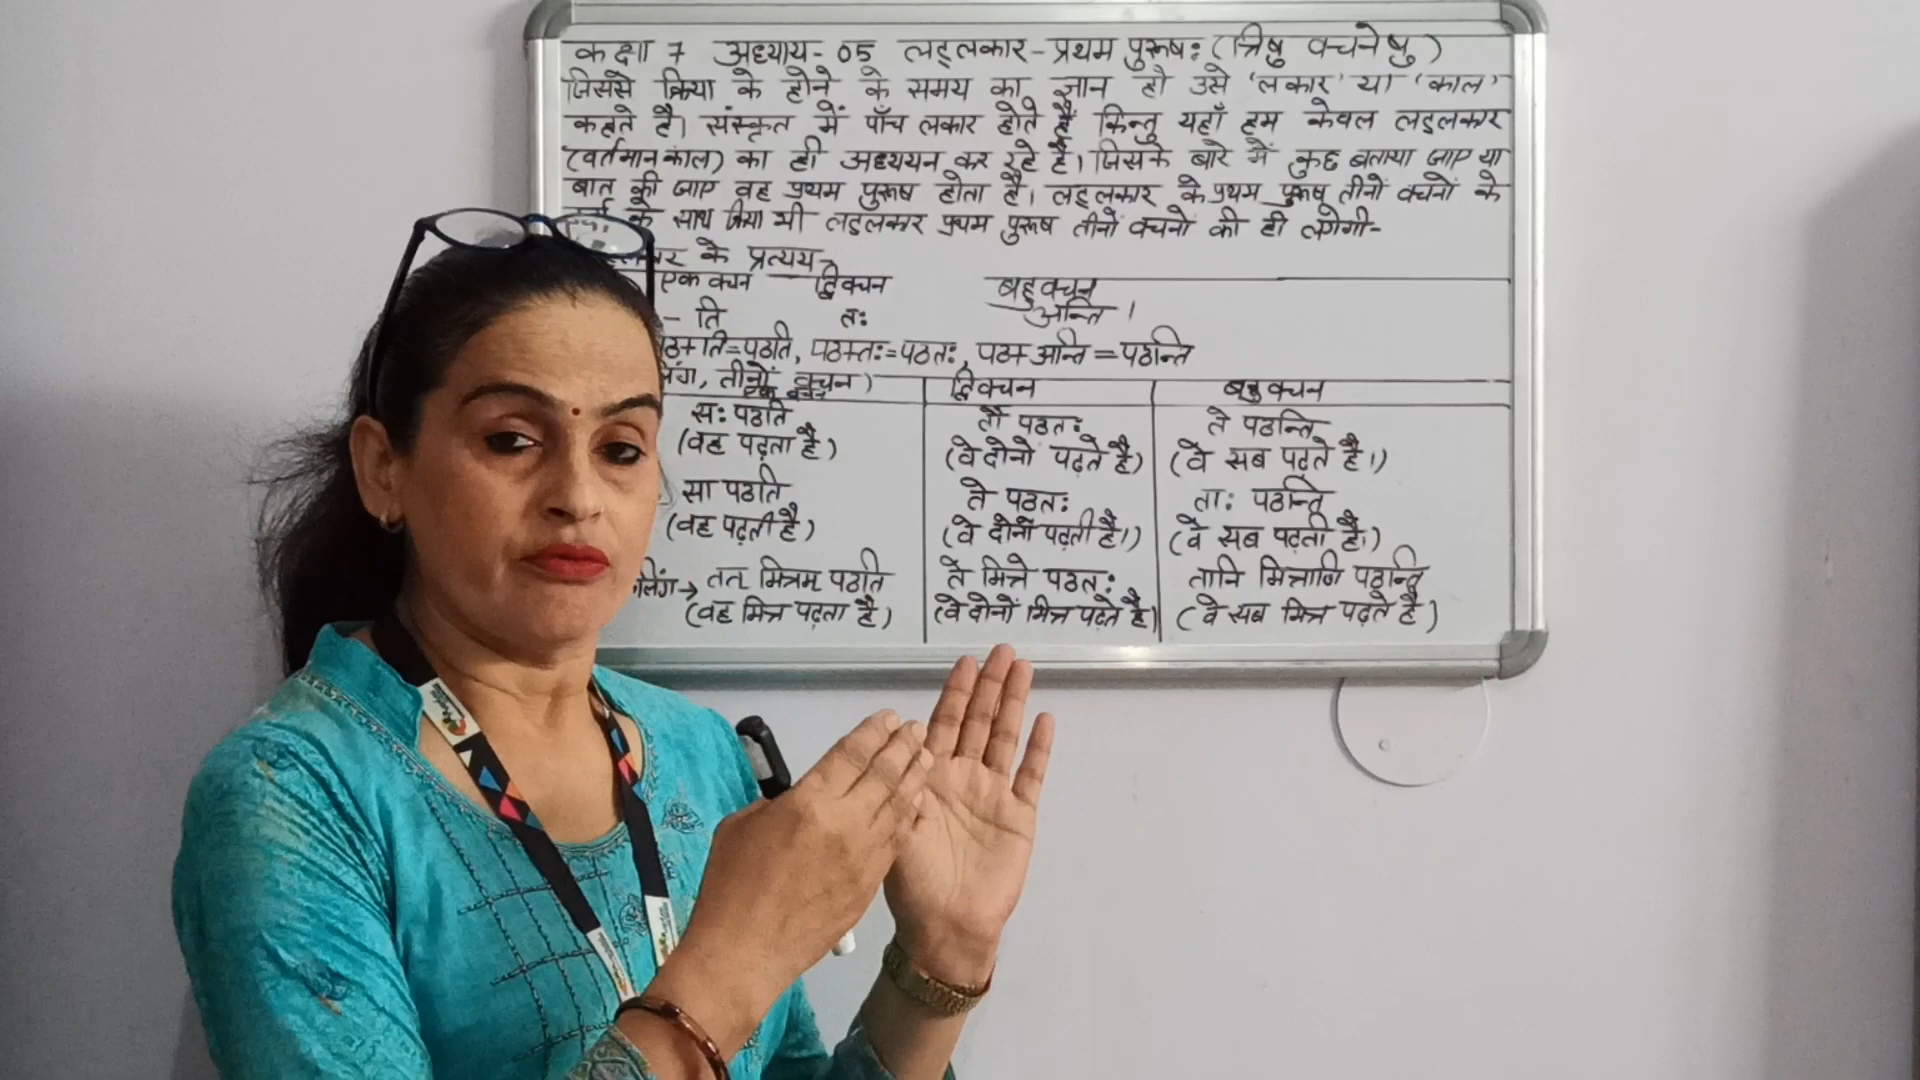 कक्षा 7 अध्याय- 05 लट्लकार - प्रथम पुरूषः ( त्रिषु वचनेषु )
जिससे क्रिया के होने के समय का ज्ञान हो उसे 'लकार' या 'काल'
कहते है। संस्कृत में पाँच लकार होते हैं किन्तु यहाँ हम केवल लट्लकार
(वर्तमान काल) का ही अध्ययन कर रहे हैं। जिसके बारे में कुछ बताया जाए या
बात की जाए वह प्रथम पुरूष होता है। लट्लकार के प्रथम पुरूष तीनों वचनों के
के साथ क्रिया भी लट्लकार प्रथम पुरूष तीनों वचनों की ही लगेगी-
के प्रत्यय-
एक वचन द्विवचन बहुवचन
- ति तः अन्ति ।
+ ति = पठति, पठ+तः = पठतः, पठ+अन्ति = पठन्ति
तीनों वचन)
एक वचन द्विवचन बहुवचन
सः पठति तौ पठतः ते पठन्ति
(वह पढ़ता है) (वे दोनों पढ़ते है) (वे सब पढ़ते है।)
सा पठति ते पठतः ताः पठन्ति
(वह पढ़ती है) (वे दोनों पढ़ती है।) (वे सब पढ़ती है।)
लिंग → तत् मित्रम् पठति ते मित्रे पठतः तानि मित्राणि पठन्ति
(वह मित्र पढ़ता है) (वे दोनों मित्र पढ़ते है) (वे सब मित्र पढ़ते है)